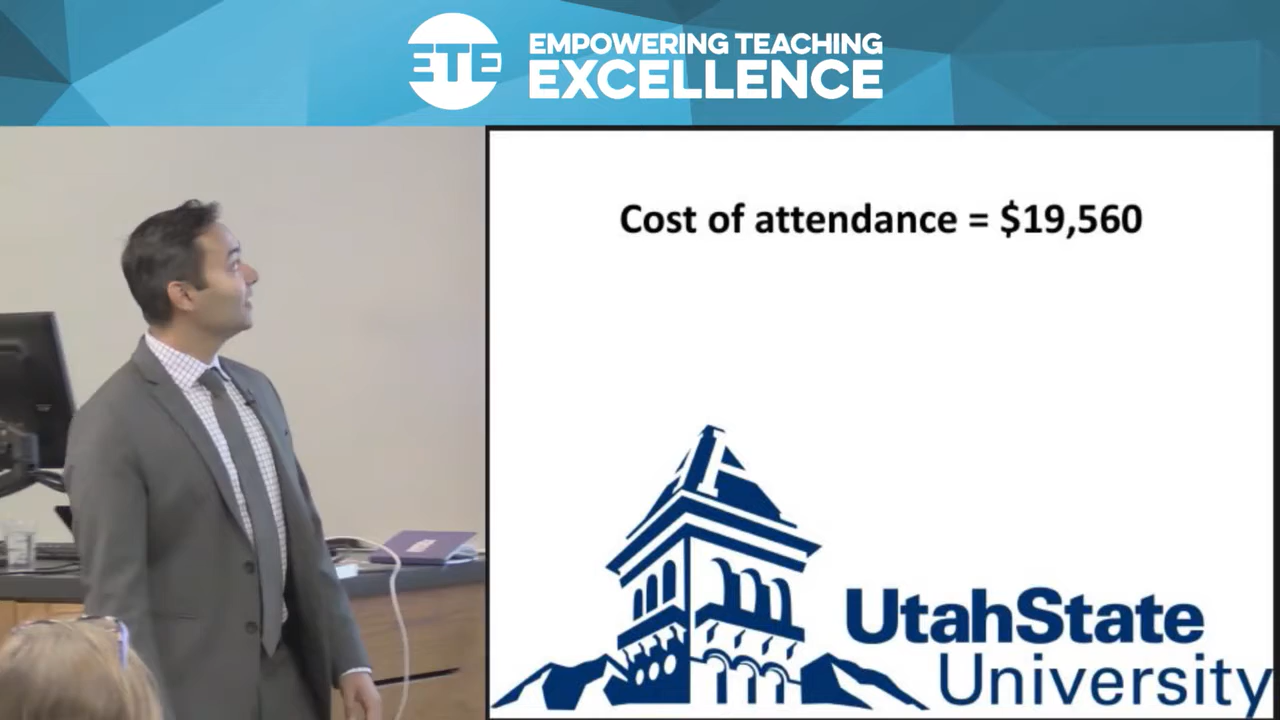 ETE
EMPOWERING TEACHING
EXCELLENCE
Cost of attendance = $19,560
UtahState
University